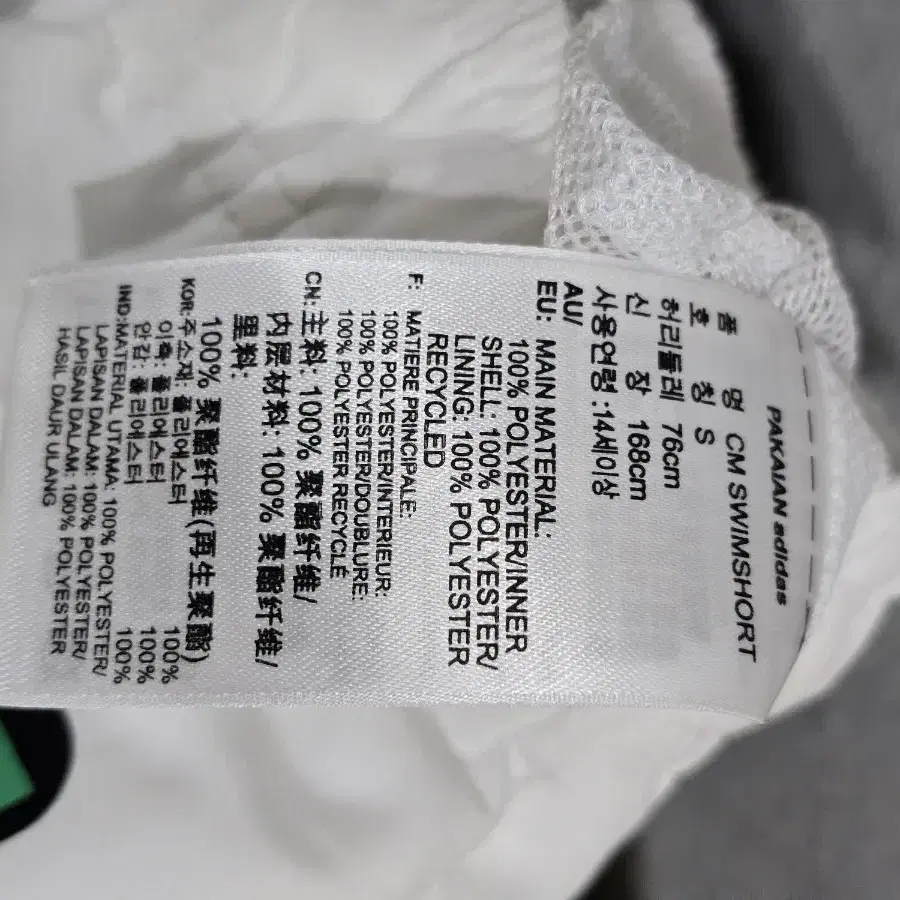 PAKAIAN adidas
품 명 CM SWIMSHORT
호 칭 S
허리둘레 76cm
신 장 168cm
사용연령 :14세이상
AU/
EU: MAIN MATERIAL:
100% POLYESTER/INNER
SHELL: 100% POLYESTER/
LINING: 100% POLYESTER
RECYCLED
F: MATIERE PRINCIPALE:
100% POLYESTER/INTERIEUR:
100% POLYESTER/DOUBLURE:
100% POLYESTER RECYCLÉ
CN: 主料: 100% 聚酯纤维/
内层材料: 100% 聚酯纤维/
里料:
100% 聚酯纤维(再生聚酯)
KOR: 주소재: 폴리에스터 100%
이측: 폴리에스터 100%
안감: 폴리에스터 100%
IND:MATERIAL UTAMA: 100% POLYESTER/
LAPISAN DALAM: 100% POLYESTER/
LAPISAN DALAM: 100% POLYESTER
HASIL DAUR ULANG